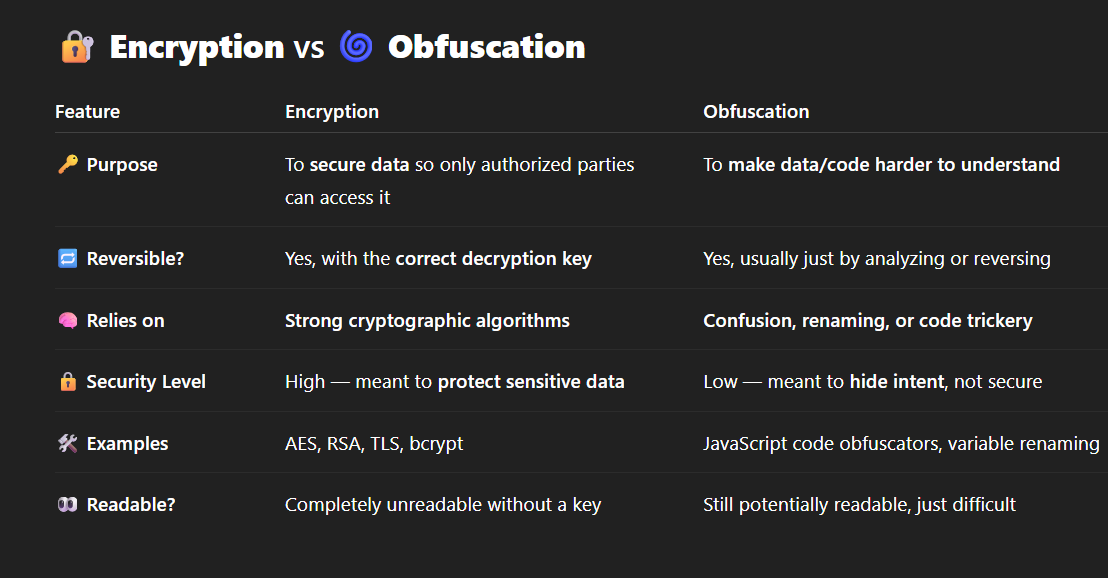 🔐 Encryption vs 🌀 Obfuscation
Feature Encryption Obfuscation
🔑 Purpose To secure data so only authorized parties To make data/code harder to understand
can access it
🔁 Reversible? Yes, with the correct decryption key Yes, usually just by analyzing or reversing
🧠 Relies on Strong cryptographic algorithms Confusion, renaming, or code trickery
🔒 Security Level High — meant to protect sensitive data Low — meant to hide intent, not secure
🛠️ Examples AES, RSA, TLS, bcrypt JavaScript code obfuscators, variable renaming
👀 Readable? Completely unreadable without a key Still potentially readable, just difficult